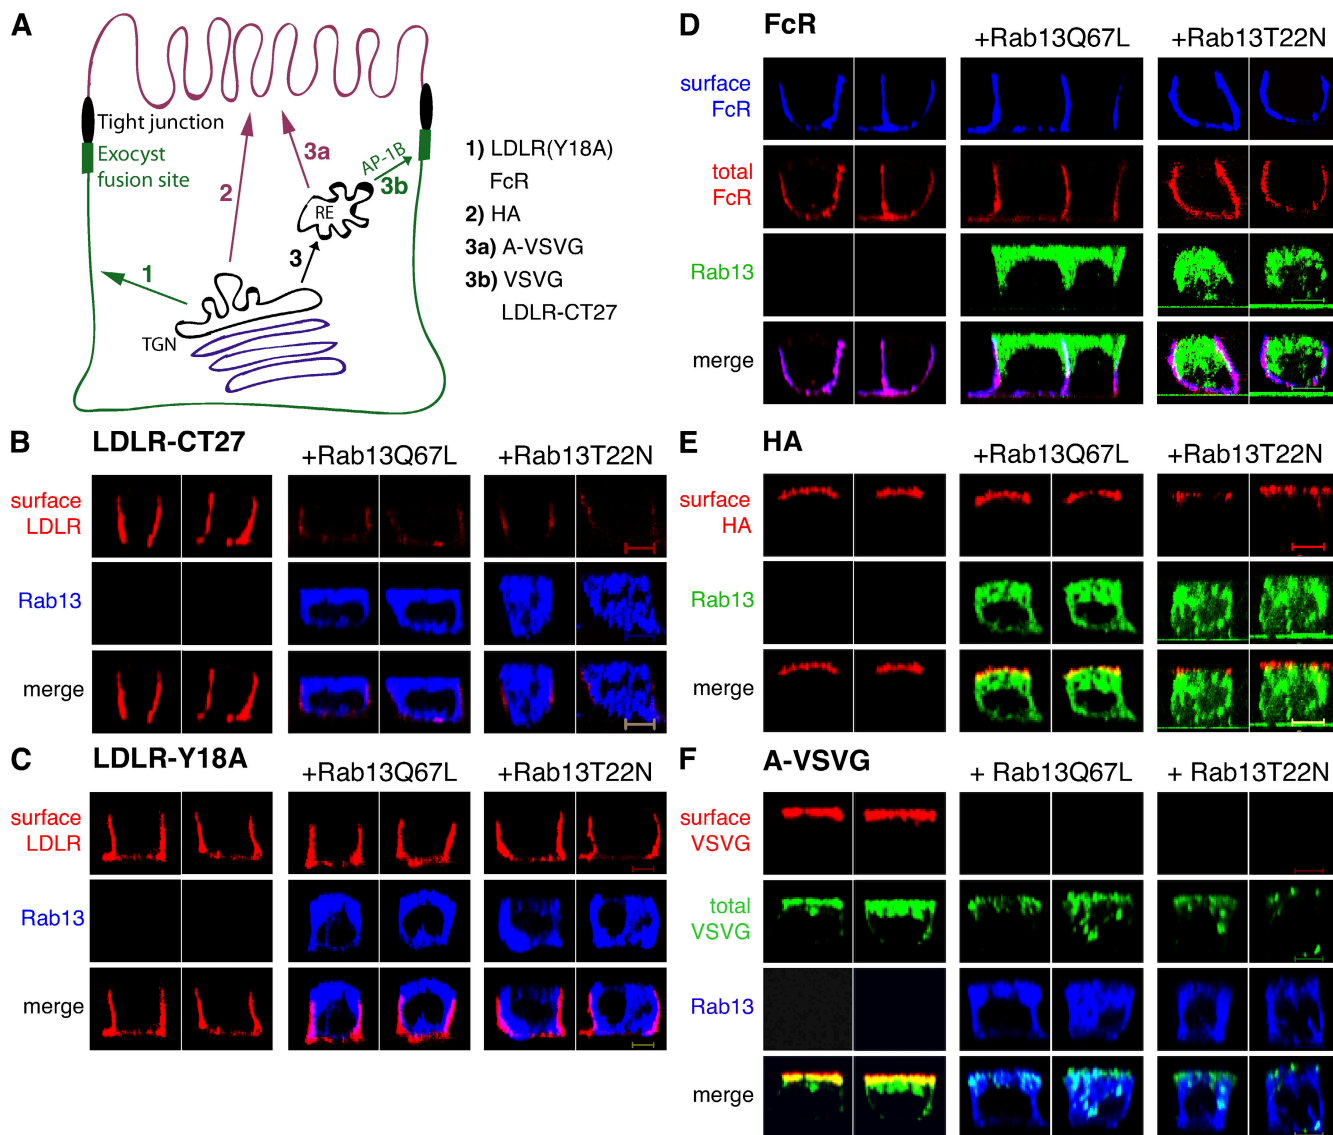 A
Tight junction
Exocyst
fusion site
2
3a
AP-1B
3b
RE
3
1
TGN
1) LDLR(Y18A)
FcR
2) HA
3a) A-VSVG
3b) VSVG
LDLR-CT27
B
LDLR-CT27
+Rab13Q67L
+Rab13T22N
surface
LDLR
Rab13
merge
C
LDLR-Y18A
+Rab13Q67L
+Rab13T22N
surface
LDLR
Rab13
merge
D
FcR
+Rab13Q67L
+Rab13T22N
surface
FcR
total
FcR
Rab13
merge
E
HA
+Rab13Q67L
+Rab13T22N
surface
HA
Rab13
merge
F
A-VSVG
+ Rab13Q67L
+ Rab13T22N
surface
VSVG
total
VSVG
Rab13
merge